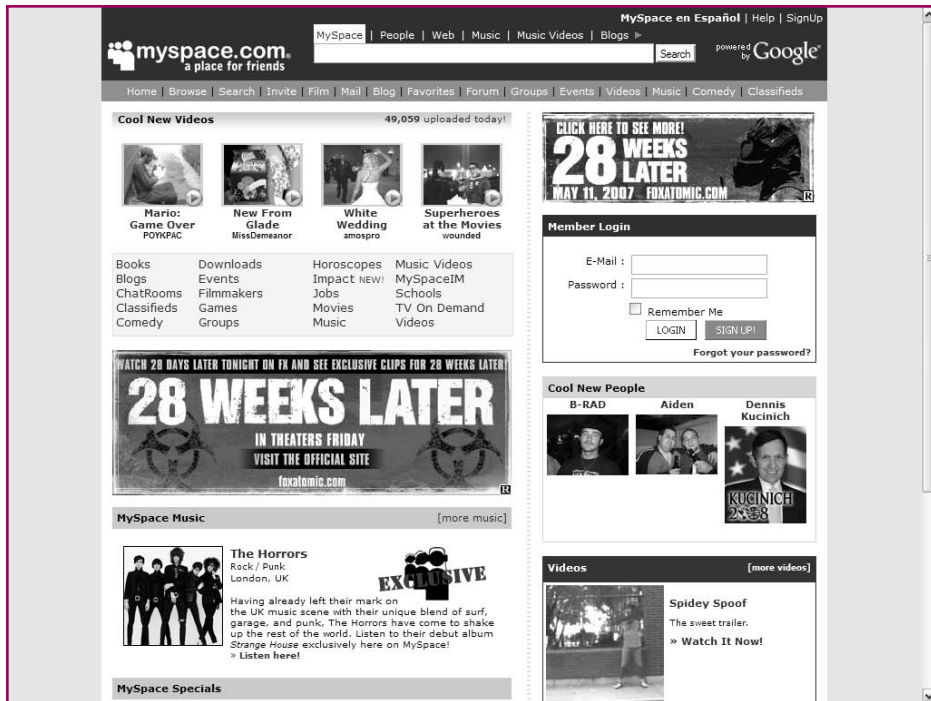 MySpace en Español | Help | SignUp
MySpace | People | Web | Music | Music Videos | Blogs
myspace.com®
a place for friends
Search
powered by Google™
Home | Browse | Search | Invite | Film | Mail | Blog | Favorites | Forum | Groups | Events | Videos | Music | Comedy | Classifieds
Cool New Videos 49,059 uploaded today!
Mario: Game Over
POYKPAC
New From Glade
MissDemeanor
White Wedding
amospro
Superheroes at the Movies
wounded
Books Downloads Horoscopes Music Videos
Blogs Events Impact NEW! MySpaceIM
ChatRooms Filmmakers Jobs Schools
Classifieds Games Movies TV On Demand
Comedy Groups Music Videos
WATCH 28 DAYS LATER TONIGHT ON FX AND SEE EXCLUSIVE CLIPS FOR 28 WEEKS LATER!
28 WEEKS LATER
IN THEATERS FRIDAY
VISIT THE OFFICIAL SITE
foxatomic.com
R
MySpace Music [more music]
The Horrors
Rock / Punk
London, UK
EXCLUSIVE
Having already left their mark on
the UK music scene with their unique blend of surf,
garage, and punk, The Horrors have come to shake
up the rest of the world. Listen to their debut album
Strange House exclusively here on MySpace!
» Listen here!
MySpace Specials
CLICK HERE TO SEE MORE!
28 WEEKS
LATER
MAY 11, 2007 FOXATOMIC.COM
R
Member Login
E-Mail :
Password :
Remember Me
LOGIN SIGN UP!
Forgot your password?
Cool New People
B-RAD
Aiden
Dennis Kucinich
KUCINICH
2008
Videos [more videos]
Spidey Spoof
The sweet trailer.
» Watch It Now!